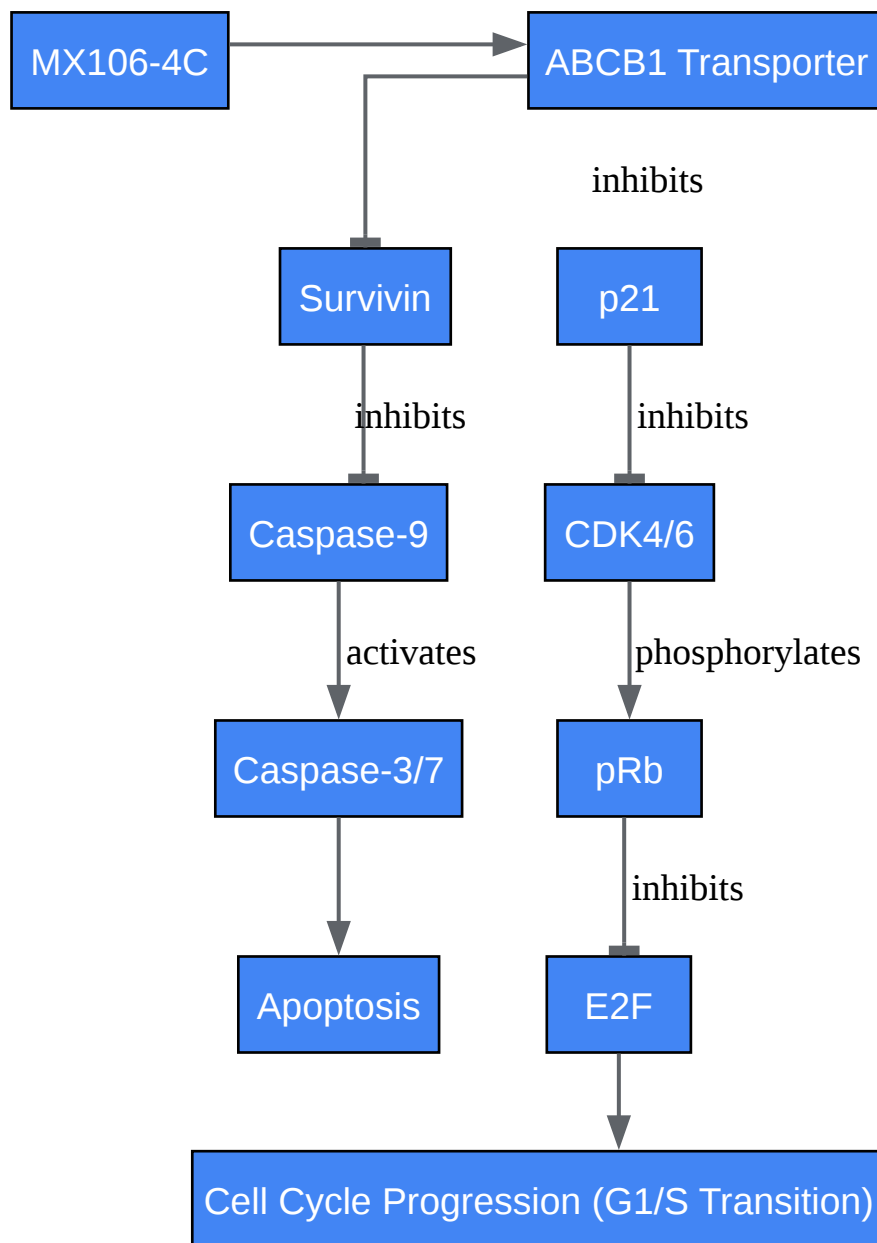 MX106-4C
ABCB1 Transporter
inhibits
Survivin
p21
inhibits
inhibits
Caspase-9
CDK4/6
activates
phosphorylates
Caspase-3/7
pRb
inhibits
Apoptosis
E2F
Cell Cycle Progression (G1/S Transition)